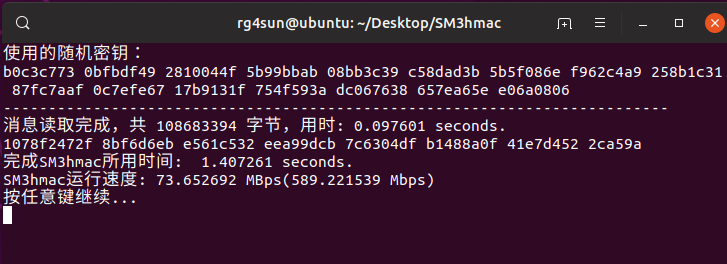 rg4sun@ubuntu: ~/Desktop/SM3hmac
使用的随机密钥：
b0c3c773 0bfbdf49 2810044f 5b99bbab 08bb3c39 c58dad3b 5b5f086e f962c4a9 258b1c31
87fc7aaf 0c7efe67 17b9131f 754f593a dc067638 657ea65e e06a0806
--------------------------------------------------------------------
消息读取完成，共 108683394 字节，用时: 0.097601 seconds.
1078f2472f 8bf6d6eb e561c532 eea99dcb 7c6304df b1488a0f 41e7d452 2ca59a
完成SM3hmac所用时间:  1.407261 seconds.
SM3hmac运行速度: 73.652692 MBps(589.221539 Mbps)
按任意键继续...